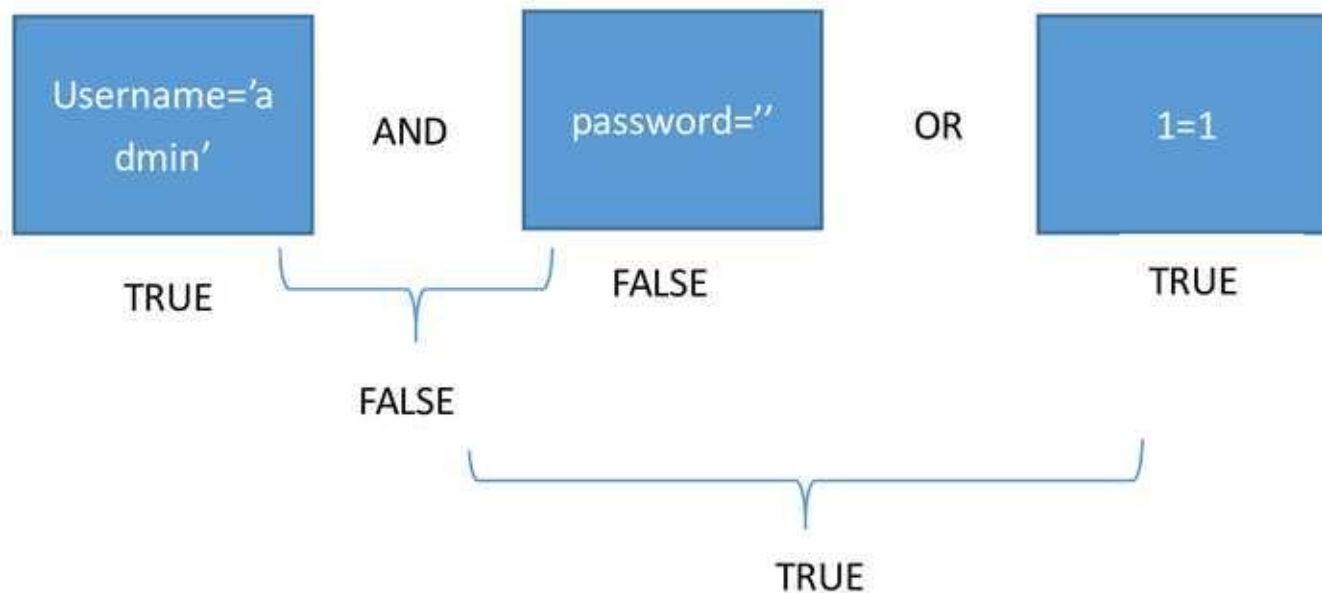 Username=’a
dmin’
AND
password=’’
OR
1=1
TRUE
FALSE
TRUE
FALSE
TRUE